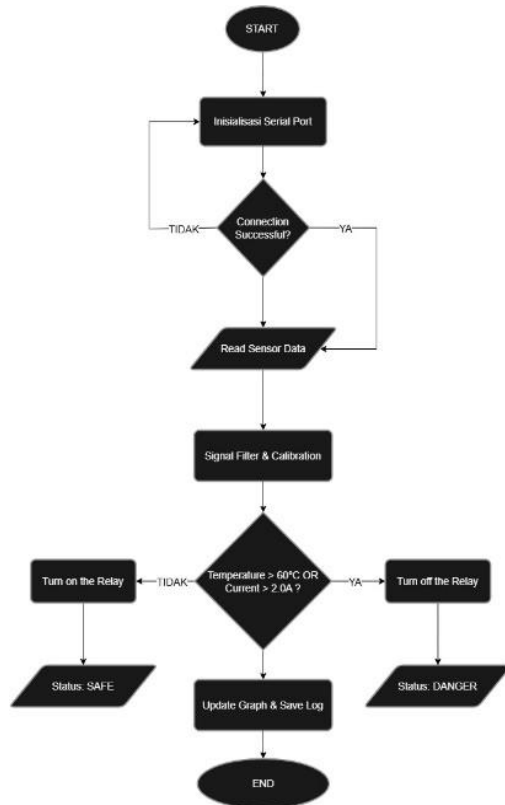 START
Inisialisasi Serial Port
Connection
Successful?
TIDAK
YA
Read Sensor Data
Signal Filter & Calibration
Temperature > 60°C OR
Current > 2.0A ?
TIDAK
YA
Turn on the Relay
Turn off the Relay
Status: SAFE
Status: DANGER
Update Graph & Save Log
END